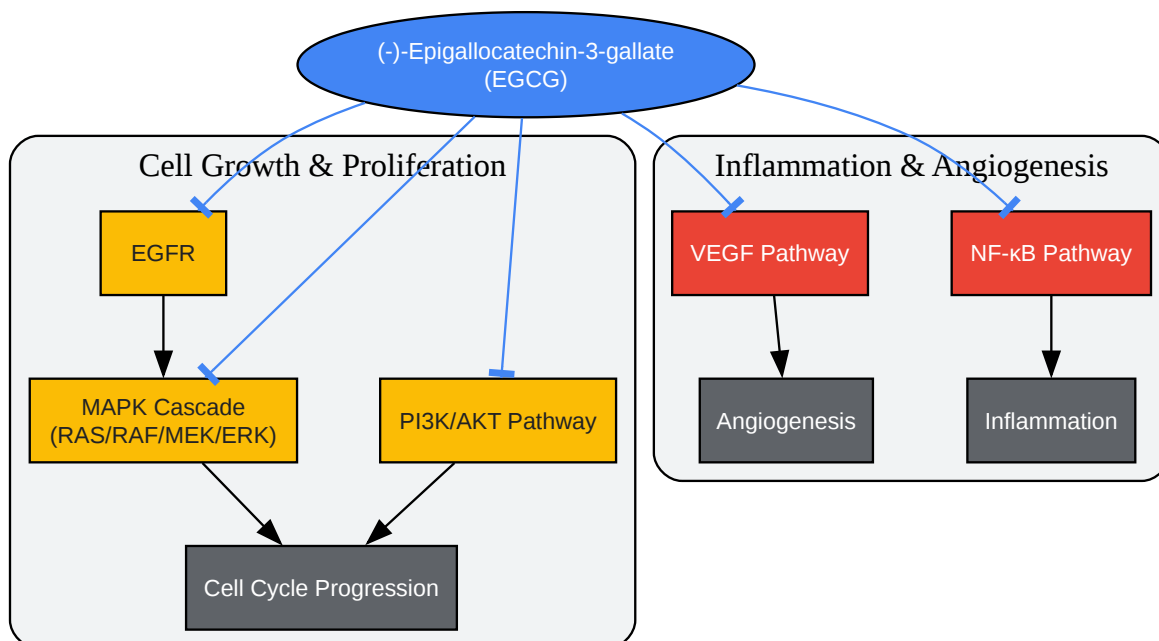 (-)-Epigallocatechin-3-gallate
(EGCG)
Cell Growth & Proliferation
Inflammation & Angiogenesis
EGFR
VEGF Pathway
NF-κB Pathway
MAPK Cascade
(RAS/RAF/MEK/ERK)
PI3K/AKT Pathway
Angiogenesis
Inflammation
Cell Cycle Progression